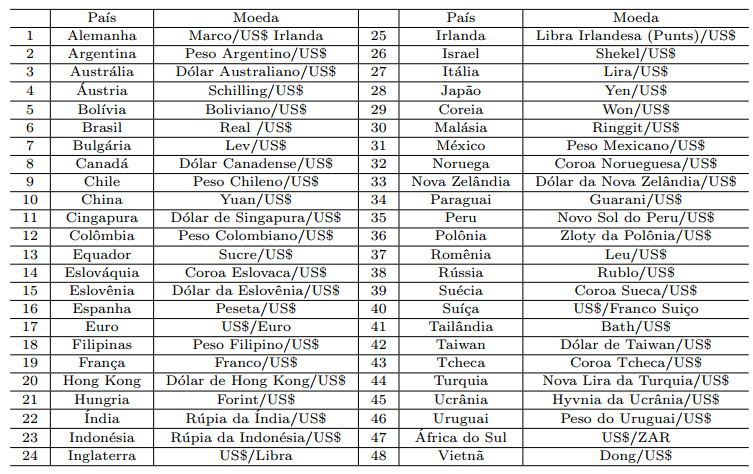 País Moeda País Moeda
1 Alemanha Marco/US$ Irlanda 25 Irlanda Libra Irlandesa (Punts)/US$
2 Argentina Peso Argentino/US$ 26 Israel Shekel/US$
3 Austrália Dólar Australiano/US$ 27 Itália Lira/US$
4 Áustria Schilling/US$ 28 Japão Yen/US$
5 Bolívia Boliviano/US$ 29 Coreia Won/US$
6 Brasil Real /US$ 30 Malásia Ringgit/US$
7 Bulgária Lev/US$ 31 México Peso Mexicano/US$
8 Canadá Dólar Canadense/US$ 32 Noruega Coroa Norueguesa/US$
9 Chile Peso Chileno/US$ 33 Nova Zelândia Dólar da Nova Zelândia/US$
10 China Yuan/US$ 34 Paraguai Guarani/US$
11 Cingapura Dólar de Singapura/US$ 35 Peru Novo Sol do Peru/US$
12 Colômbia Peso Colombiano/US$ 36 Polônia Zloty da Polônia/US$
13 Equador Sucre/US$ 37 Romênia Leu/US$
14 Eslováquia Coroa Eslovaca/US$ 38 Rússia Rublo/US$
15 Eslovênia Dólar da Eslovênia/US$ 39 Suécia Coroa Sueca/US$
16 Espanha Peseta/US$ 40 Suíça US$/Franco Suiço
17 Euro US$/Euro 41 Tailândia Bath/US$
18 Filipinas Peso Filipino/US$ 42 Taiwan Dólar de Taiwan/US$
19 França Franco/US$ 43 Tcheca Coroa Tcheca/US$
20 Hong Kong Dólar de Hong Kong/US$ 44 Turquia Nova Lira da Turquia/US$
21 Hungria Forint/US$ 45 Ucrânia Hyvnia da Ucrânia/US$
22 Índia Rúpia da Índia/US$ 46 Uruguai Peso do Uruguai/US$
23 Indonésia Rúpia da Indonésia/US$ 47 África do Sul US$/ZAR
24 Inglaterra US$/Libra 48 Vietnã Dong/US$